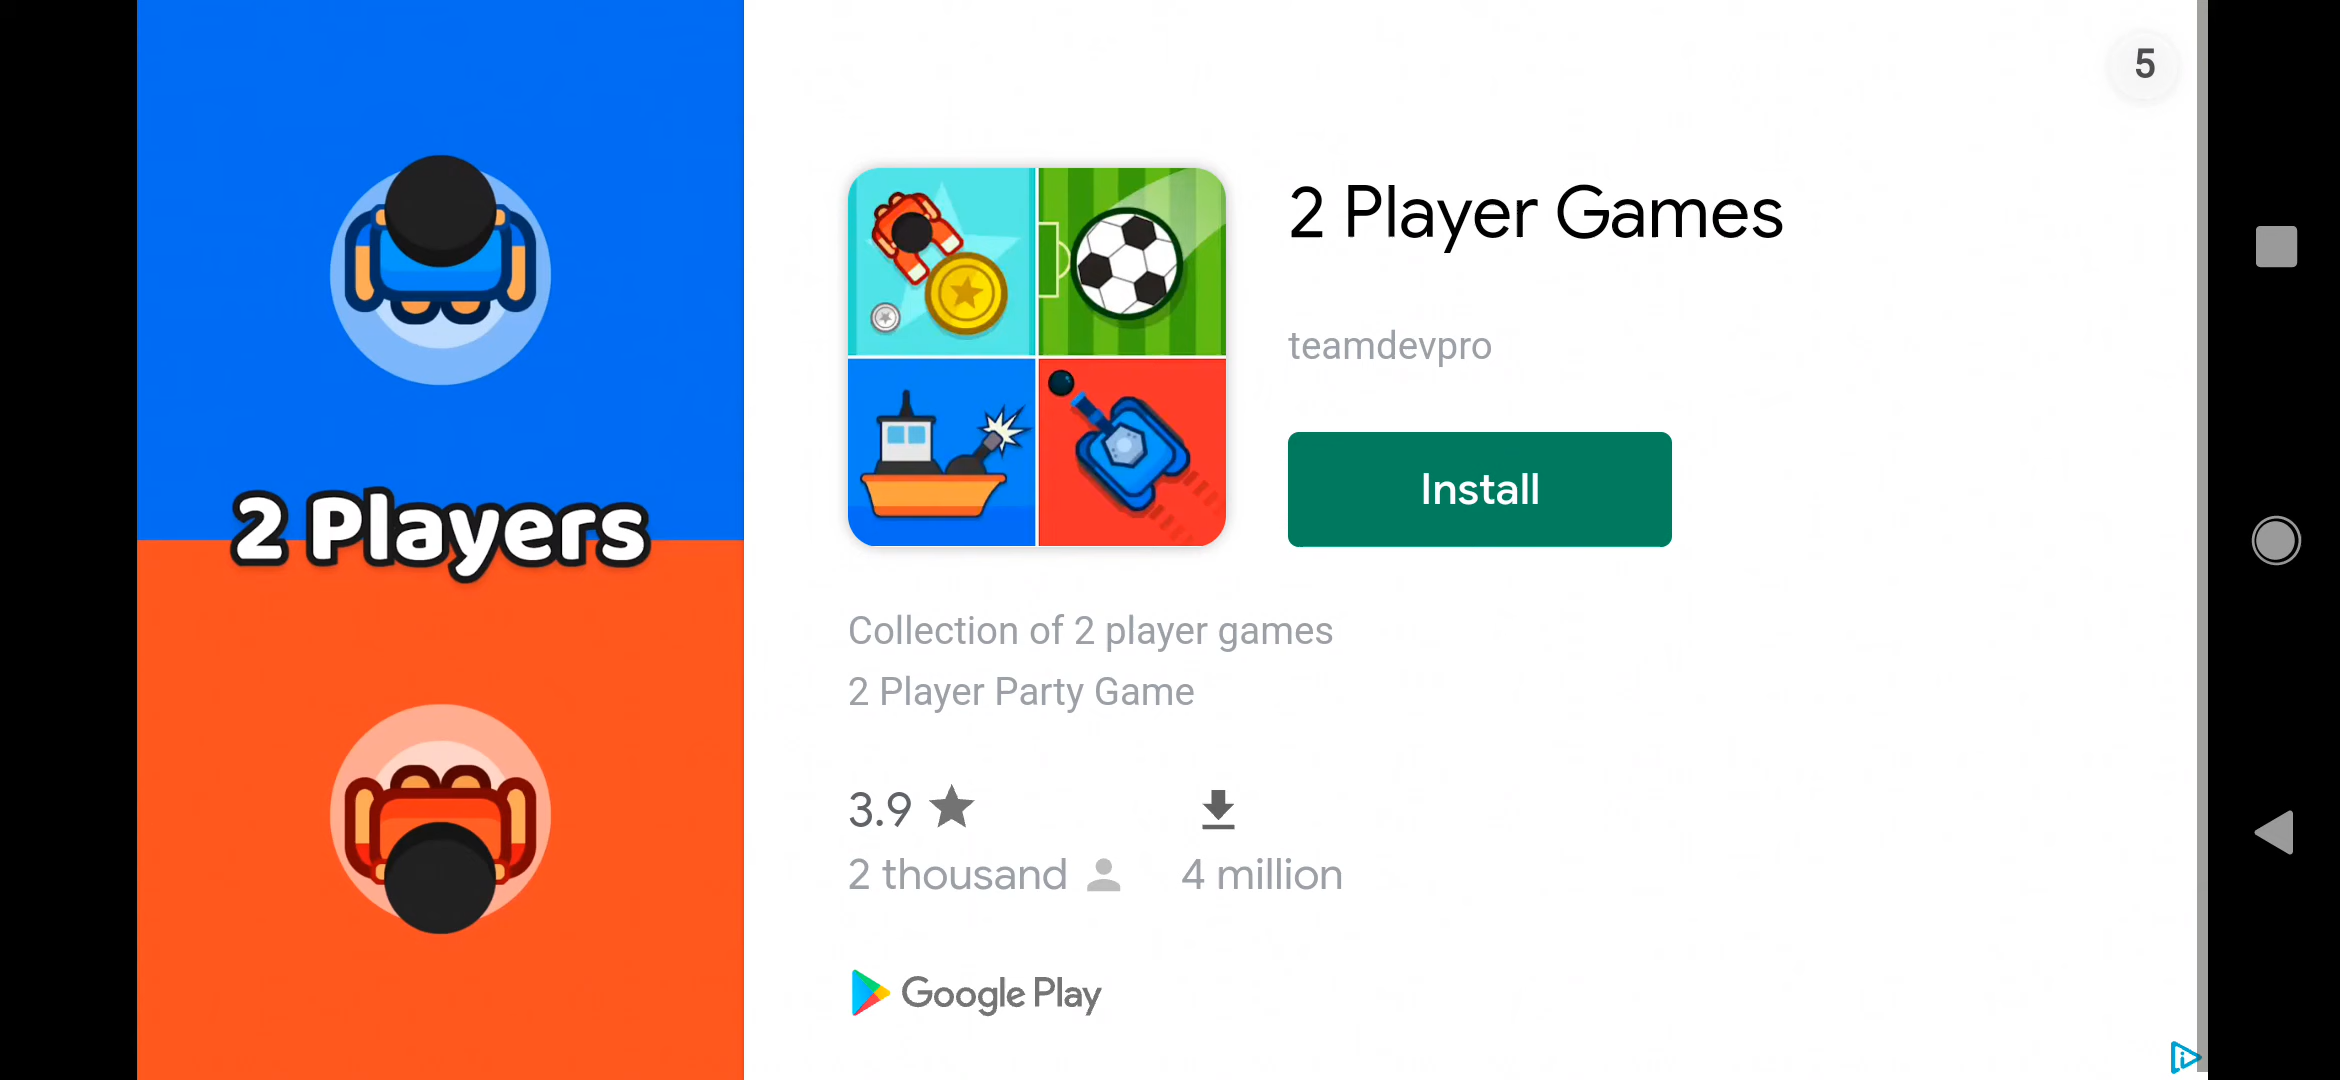 5
2 Players
2 Player Games
teamdevpro
Install
Collection of 2 player games
2 Player Party Game
3.9
2 thousand
4 million
Google Play